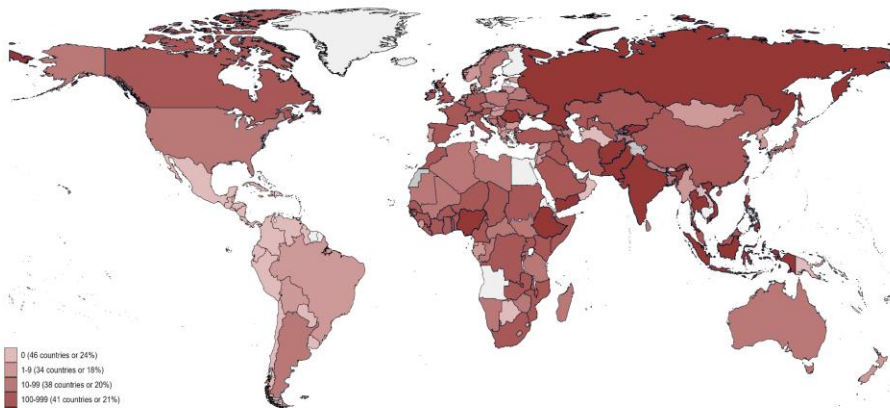 0 (46 countries or 24%)
1-9 (34 countries or 18%)
10-99 (38 countries or 20%)
100-999 (41 countries or 21%)